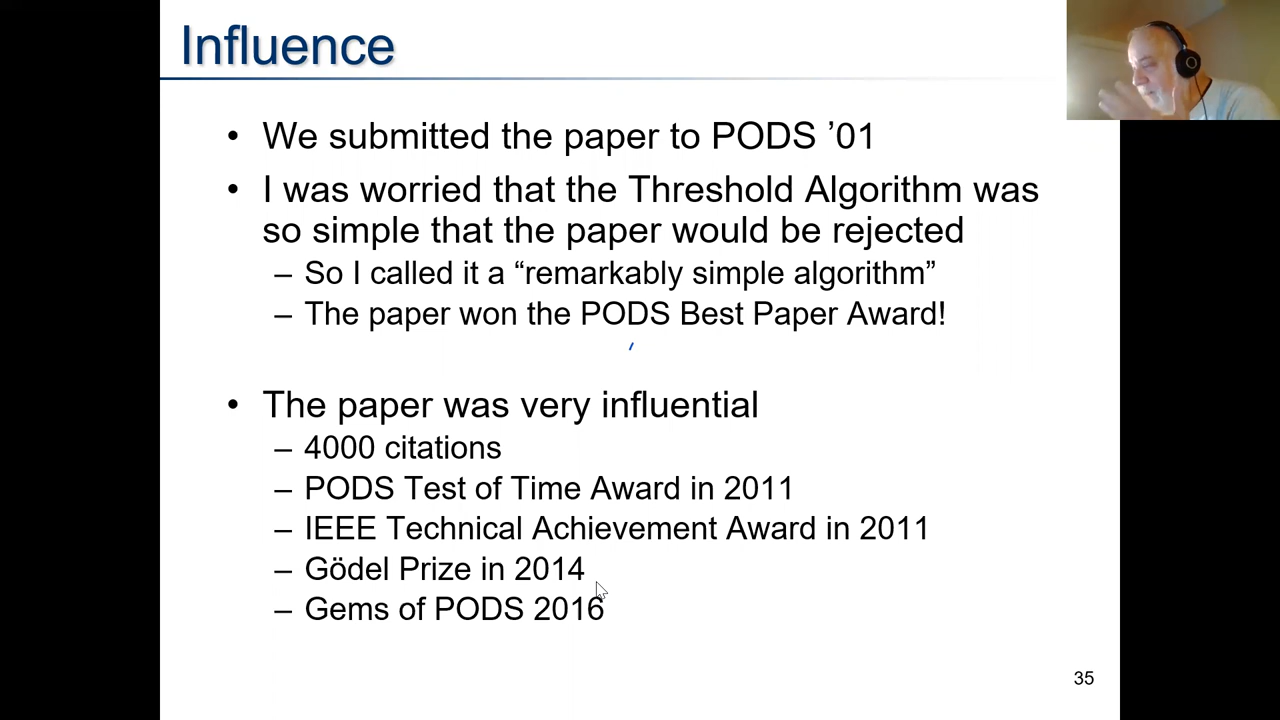 Influence
• We submitted the paper to PODS ’01
• I was worried that the Threshold Algorithm was
so simple that the paper would be rejected
– So I called it a “remarkably simple algorithm”
– The paper won the PODS Best Paper Award!
• The paper was very influential
– 4000 citations
– PODS Test of Time Award in 2011
– IEEE Technical Achievement Award in 2011
– Gödel Prize in 2014
– Gems of PODS 2016
35